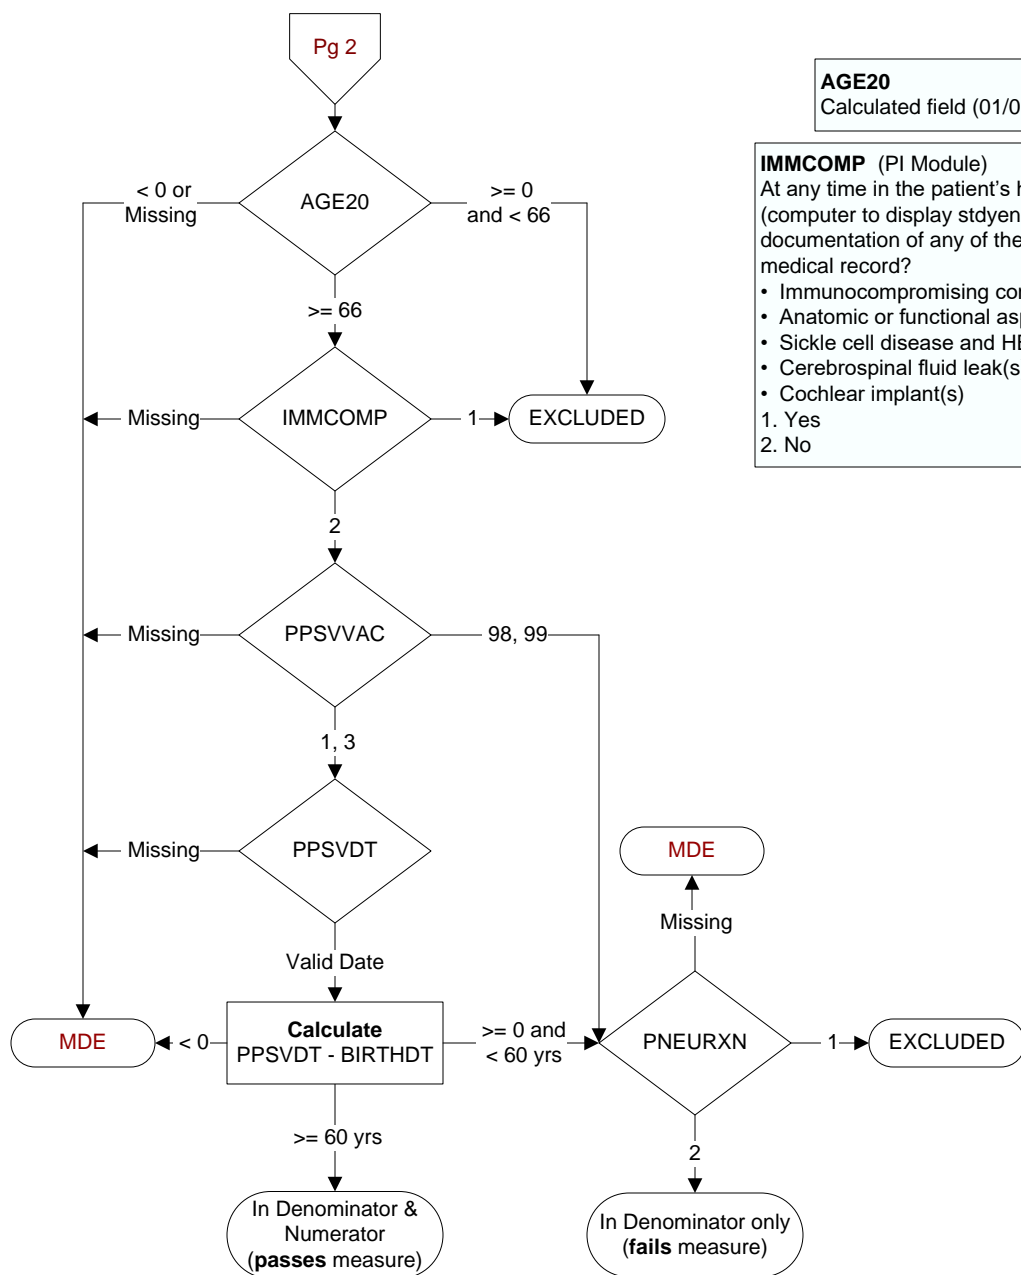 Pg 2
AGE20
Calculated field (01/0
IMMCOMP (PI Module)
At any time in the patient's h
(computer to display stdyen
documentation of any of the
medical record?
• Immunocompromising con
• Anatomic or functional asp
• Sickle cell disease and HB
• Cerebrospinal fluid leak(s
• Cochlear implant(s)
1. Yes
2. No
< 0 or
Missing
AGE20
>= 0
and < 66
>= 66
Missing
IMMCOMP
1
EXCLUDED
2
Missing
PPSVVAC
98, 99
1, 3
Missing
PPSVDT
MDE
Missing
Valid Date
MDE
< 0
Calculate
PPSVDT - BIRTHDT
>= 0 and
< 60 yrs
PNEURXN
1
EXCLUDED
>= 60 yrs
2
In Denominator &
Numerator
(passes measure)
In Denominator only
(fails measure)